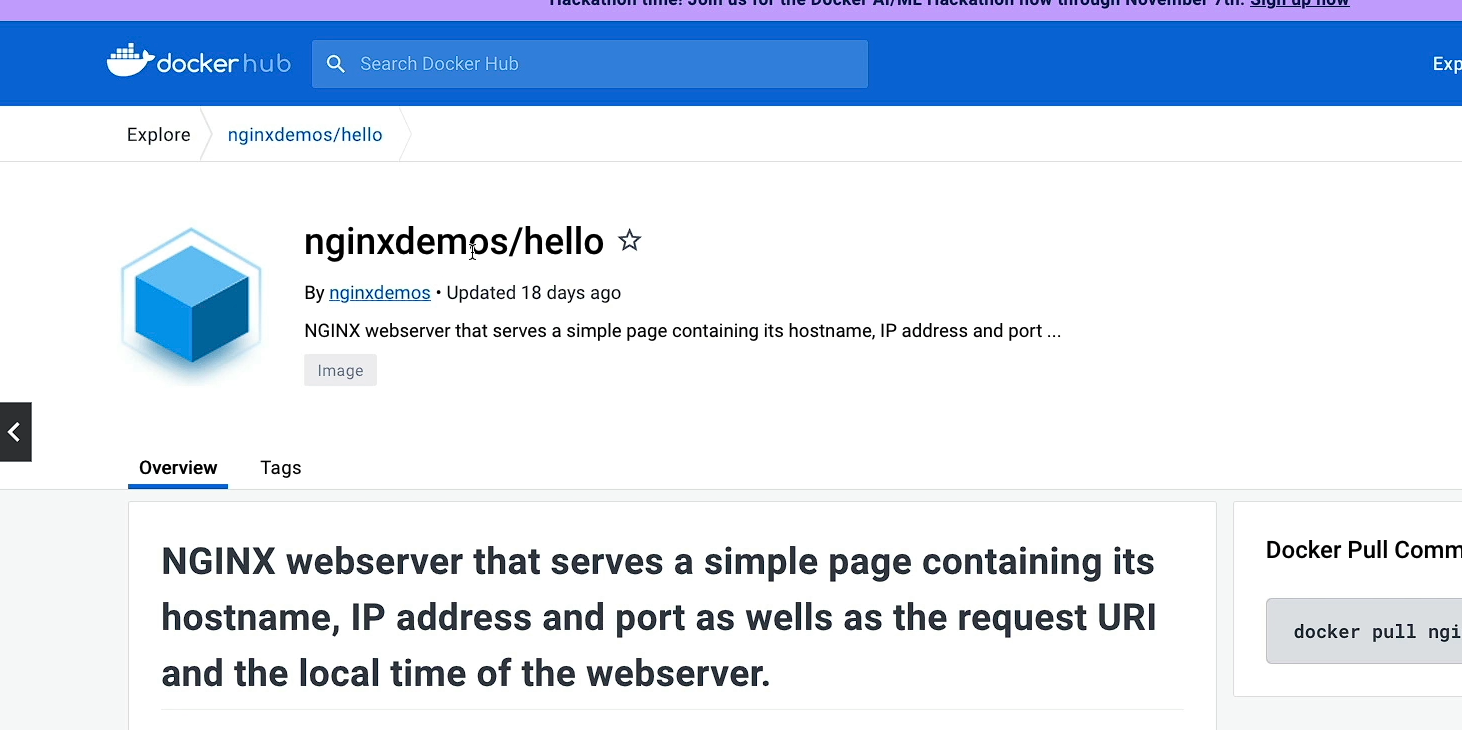 Hackathon time! Join us for the Docker AI/ML Hackathon now through November 7th. Sign up now
docker hub
Search Docker Hub
Exp
Explore
nginxdemos/hello
nginxdemos/hello
By nginxdemos • Updated 18 days ago
NGINX webserver that serves a simple page containing its hostname, IP address and port ...
Image
Overview
Tags
NGINX webserver that serves a simple page containing its
hostname, IP address and port as wells as the request URI
and the local time of the webserver.
Docker Pull Comm
docker pull ngi